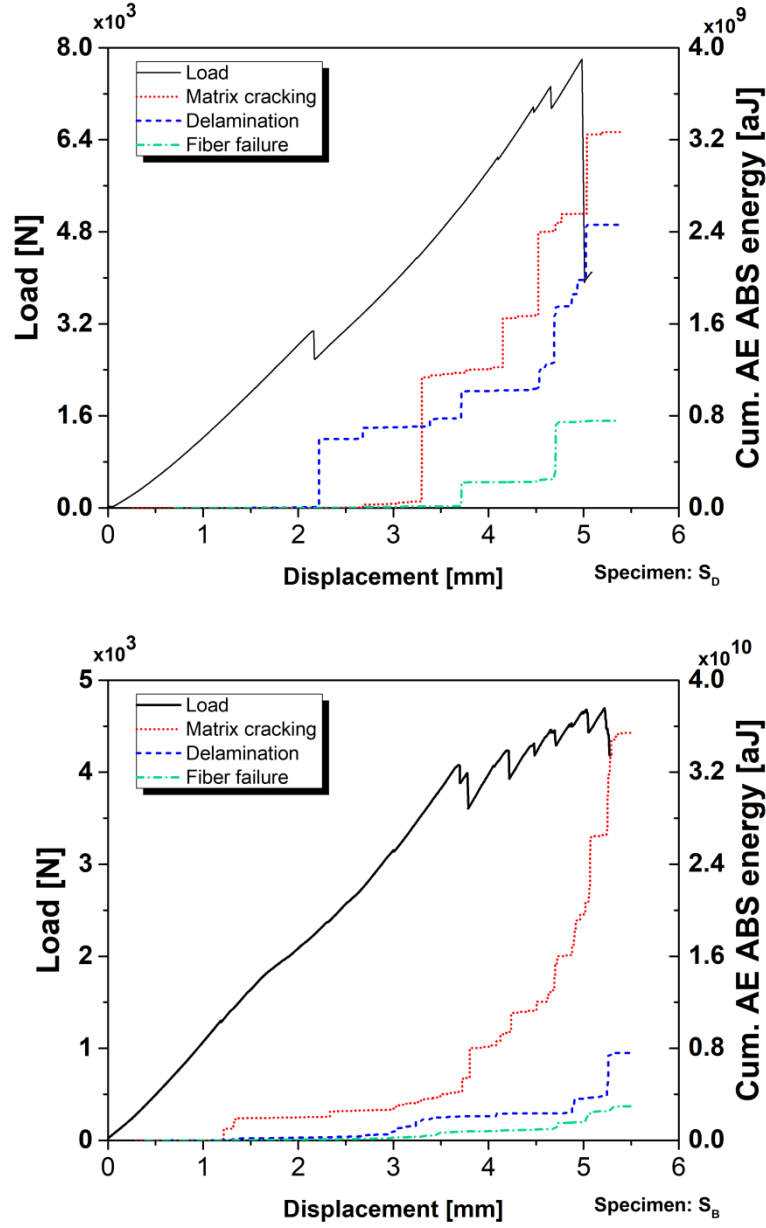 x10³ x10⁹
8.0 4.0
Load
Matrix cracking
Delamination
Fiber failure
6.4 3.2
4.8 2.4
3.2 1.6
1.6 0.8
0.0 0.0
Load [N]
Cum. AE ABS energy [aJ]
0 1 2 3 4 5 6
Displacement [mm] Specimen: S_D
x10³ x10¹⁰
5 4.0
Load
Matrix cracking
Delamination
Fiber failure
4 3.2
3 2.4
2 1.6
1 0.8
0 0.0
Load [N]
Cum. AE ABS energy [aJ]
0 1 2 3 4 5 6
Displacement [mm] Specimen: S_B